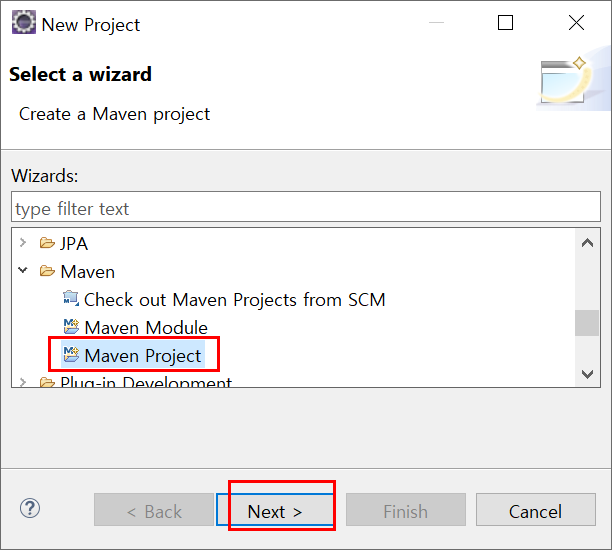 New Project
Select a wizard
Create a Maven project
Wizards:
type filter text
JPA
Maven
Check out Maven Projects from SCM
Maven Module
Maven Project
Plug-in Development
< Back Next > Finish Cancel